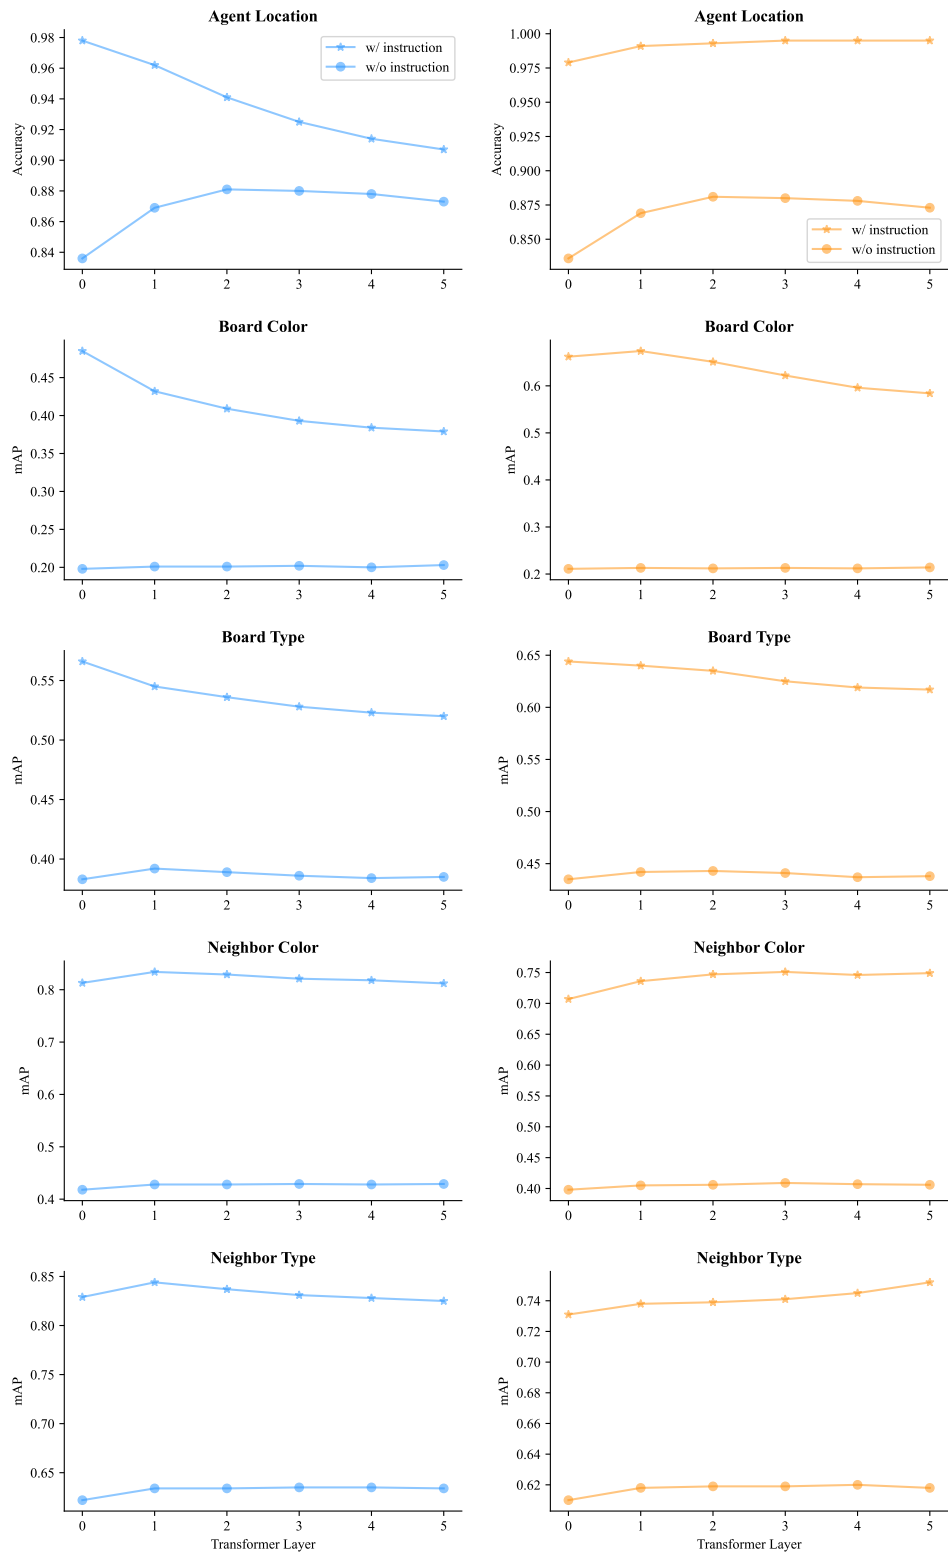 Agent Location
Accuracy
0.98
0.96
0.94
0.92
0.90
0.88
0.86
0.84
w/ instruction
w/o instruction
0 1 2 3 4 5
Agent Location
Accuracy
1.000
0.975
0.950
0.925
0.900
0.875
0.850
w/ instruction
w/o instruction
0 1 2 3 4 5
Board Color
mAP
0.45
0.40
0.35
0.30
0.25
0.20
0 1 2 3 4 5
Board Color
mAP
0.6
0.5
0.4
0.3
0.2
0 1 2 3 4 5
Board Type
mAP
0.55
0.50
0.45
0.40
0 1 2 3 4 5
Board Type
mAP
0.65
0.60
0.55
0.50
0.45
0 1 2 3 4 5
Neighbor Color
mAP
0.8
0.7
0.6
0.5
0.4
0 1 2 3 4 5
Neighbor Color
mAP
0.75
0.70
0.65
0.60
0.55
0.50
0.45
0.40
0 1 2 3 4 5
Neighbor Type
mAP
0.85
0.80
0.75
0.70
0.65
0 1 2 3 4 5
Transformer Layer
Neighbor Type
mAP
0.74
0.72
0.70
0.68
0.66
0.64
0.62
0 1 2 3 4 5
Transformer Layer